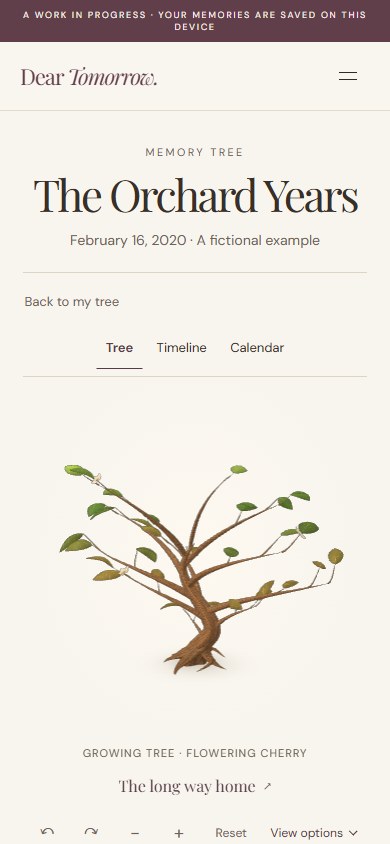 A WORK IN PROGRESS · YOUR MEMORIES ARE SAVED ON THIS
DEVICE
Dear Tomorrow.
MEMORY TREE
The Orchard Years
February 16, 2020 · A fictional example
Back to my tree
Tree Timeline Calendar
GROWING TREE · FLOWERING CHERRY
The long way home ↗
− + Reset View options